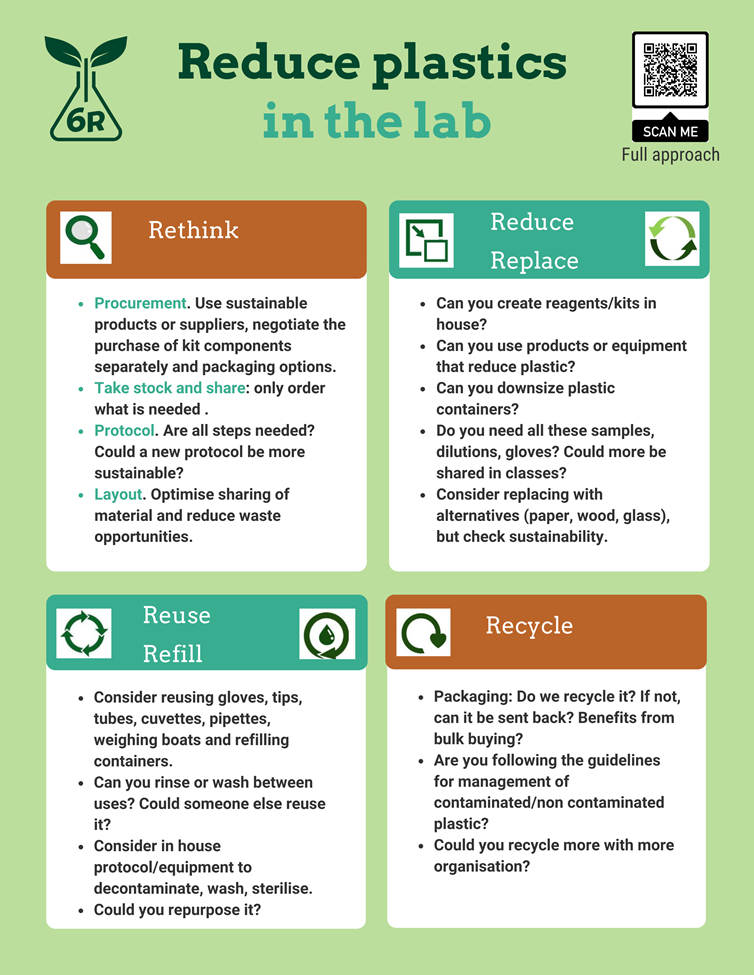 6R
Reduce plastics
in the lab
SCAN ME
Full approach
Rethink
• Procurement. Use sustainable
products or suppliers, negotiate the
purchase of kit components
separately and packaging options.
• Take stock and share: only order
what is needed .
• Protocol. Are all steps needed?
Could a new protocol be more
sustainable?
• Layout. Optimise sharing of
material and reduce waste
opportunities.
Reduce
Replace
• Can you create reagents/kits in
house?
• Can you use products or equipment
that reduce plastic?
• Can you downsize plastic
containers?
• Do you need all these samples,
dilutions, gloves? Could more be
shared in classes?
• Consider replacing with
alternatives (paper, wood, glass),
but check sustainability.
Reuse
Refill
• Consider reusing gloves, tips,
tubes, cuvettes, pipettes,
weighing boats and refilling
containers.
• Can you rinse or wash between
uses? Could someone else reuse
it?
• Consider in house
protocol/equipment to
decontaminate, wash, sterilise.
• Could you repurpose it?
Recycle
• Packaging: Do we recycle it? If not,
can it be sent back? Benefits from
bulk buying?
• Are you following the guidelines
for management of
contaminated/non contaminated
plastic?
• Could you recycle more with more
organisation?